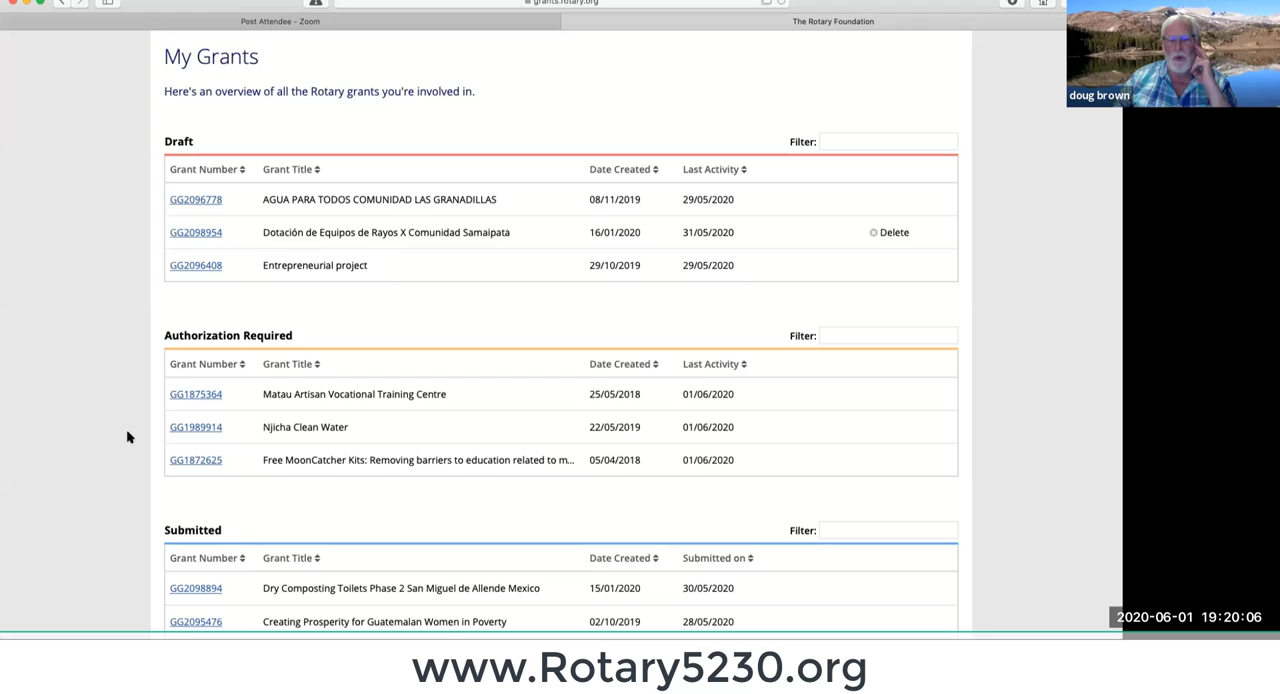 grants.rotary.org
Post Attendee - Zoom
The Rotary Foundation
My Grants
Here's an overview of all the Rotary grants you're involved in.
doug brown
Draft Filter:
Grant Number Grant Title Date Created Last Activity
GG2096778 AGUA PARA TODOS COMUNIDAD LAS GRANADILLAS 08/11/2019 29/05/2020
GG2098954 Dotación de Equipos de Rayos X Comunidad Samaipata 16/01/2020 31/05/2020 Delete
GG2096408 Entrepreneurial project 29/10/2019 29/05/2020
Authorization Required Filter:
Grant Number Grant Title Date Created Last Activity
GG1875364 Matau Artisan Vocational Training Centre 25/05/2018 01/06/2020
GG1989914 Njicha Clean Water 22/05/2019 01/06/2020
GG1872625 Free MoonCatcher Kits: Removing barriers to education related to m... 05/04/2018 01/06/2020
Submitted Filter:
Grant Number Grant Title Date Created Submitted on
GG2098894 Dry Composting Toilets Phase 2 San Miguel de Allende Mexico 15/01/2020 30/05/2020
GG2095476 Creating Prosperity for Guatemalan Women in Poverty 02/10/2019 28/05/2020
2020-06-01 19:20:06
www.Rotary5230.org